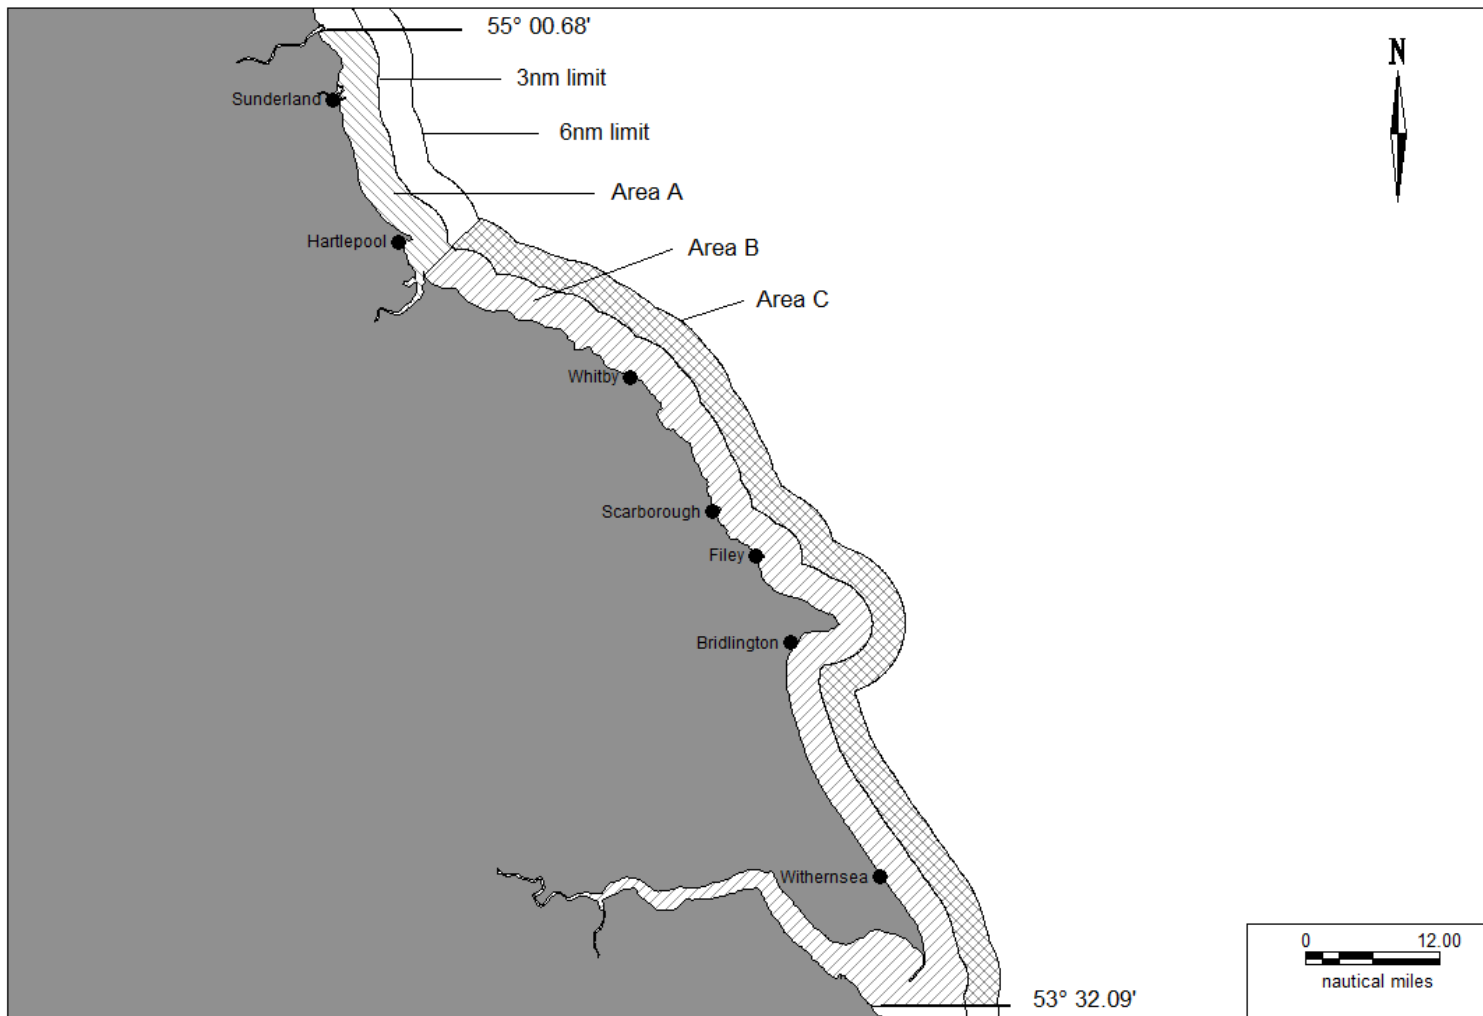 55° 00.68'
N
3nm limit
Sunderland
6nm limit
Area A
Hartlepool
Area B
Area C
Whitby
Scarborough
Filey
Bridlington
Withernsea
0 12.00
nautical miles
53° 32.09'